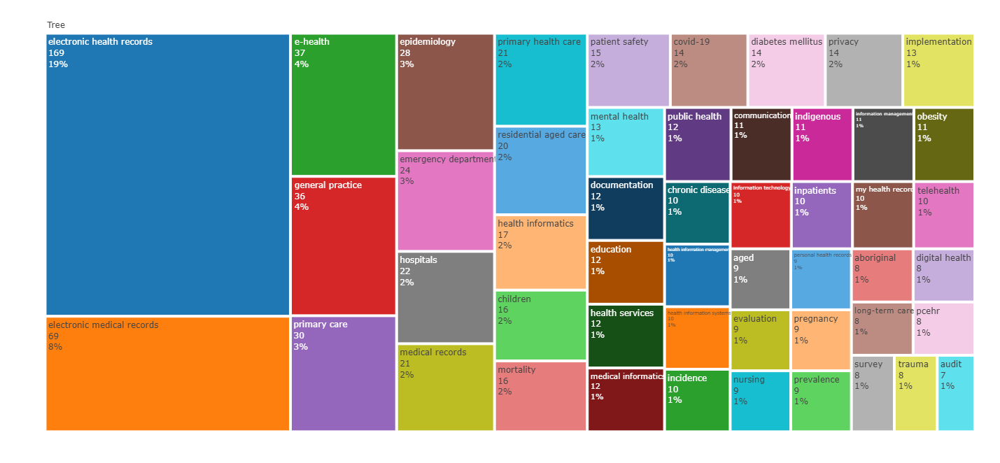 Tree
electronic health records
169
19%
electronic medical records
69
8%
e-health
37
4%
general practice
36
4%
primary care
30
3%
epidemiology
28
3%
emergency department
24
3%
hospitals
22
2%
medical records
21
2%
primary health care
21
2%
residential aged care
20
2%
health informatics
17
2%
children
16
2%
mortality
16
2%
patient safety
15
2%
covid-19
14
2%
diabetes mellitus
14
2%
privacy
14
2%
implementation
13
1%
mental health
13
1%
documentation
12
1%
education
12
1%
health services
12
1%
medical informatics
12
1%
public health
12
1%
communication
11
1%
indigenous
11
1%
information management
11
1%
obesity
11
1%
chronic disease
10
1%
health information management
10
1%
health information systems
10
1%
incidence
10
1%
information technology
10
1%
inpatients
10
1%
my health record
10
1%
telehealth
10
1%
aged
9
1%
evaluation
9
1%
nursing
9
1%
personal health records
9
1%
pregnancy
9
1%
prevalence
9
1%
aboriginal
8
1%
digital health
8
1%
long-term care
8
1%
pcehr
8
1%
survey
8
1%
trauma
8
1%
audit
7
1%